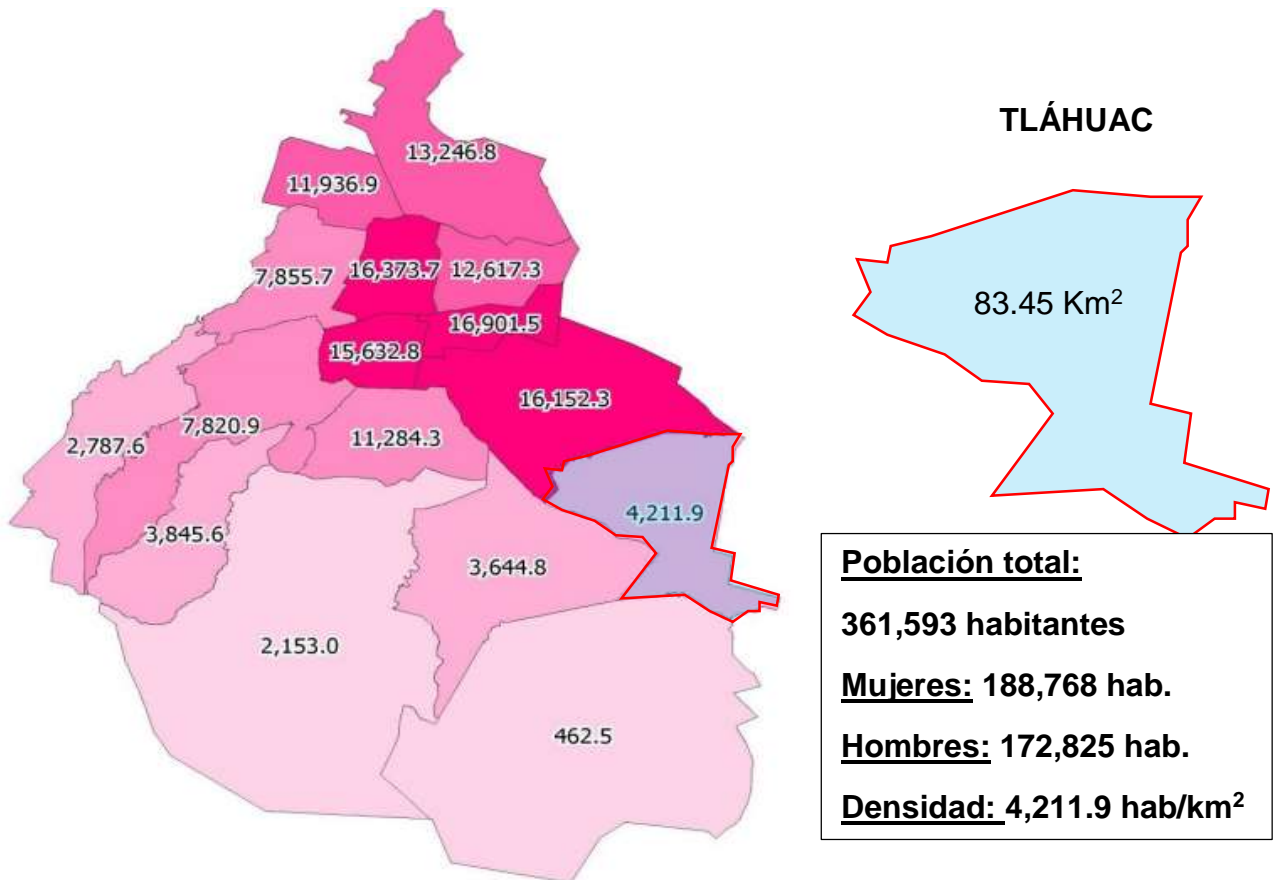 13,246.8
11,936.9
7,855.7
16,373.7
12,617.3
16,901.5
15,632.8
16,152.3
2,787.6
7,820.9
11,284.3
3,845.6
3,644.8
4,211.9
2,153.0
462.5
TLÁHUAC
83.45 Km²
Población total:
361,593 habitantes
Mujeres: 188,768 hab.
Hombres: 172,825 hab.
Densidad: 4,211.9 hab/km²